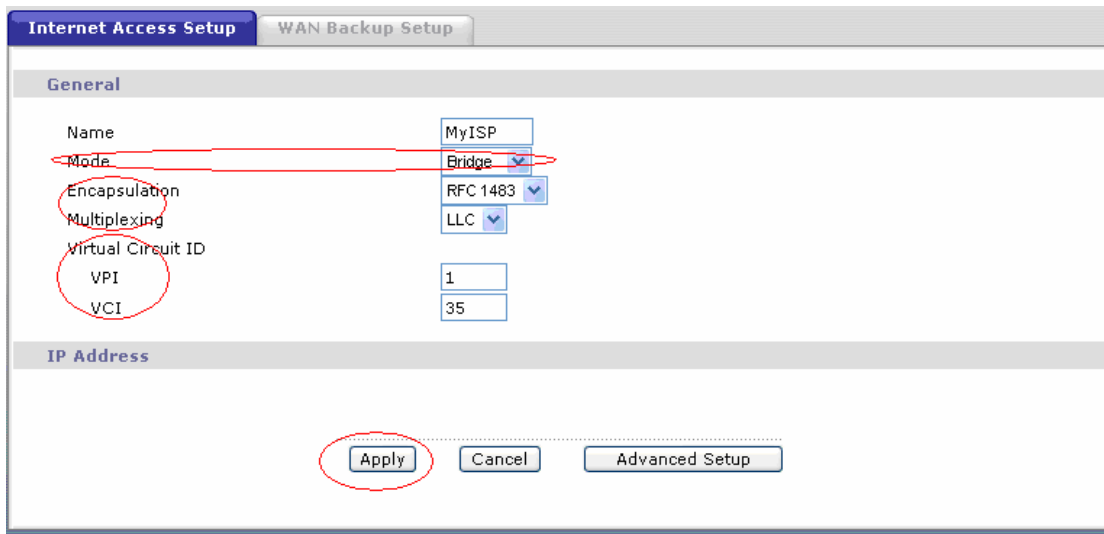 Internet Access Setup WAN Backup Setup
General
Name MyISP
Mode Bridge
Encapsulation RFC 1483
Multiplexing LLC
Virtual Circuit ID
VPI 1
VCI 35
IP Address
Apply Cancel Advanced Setup